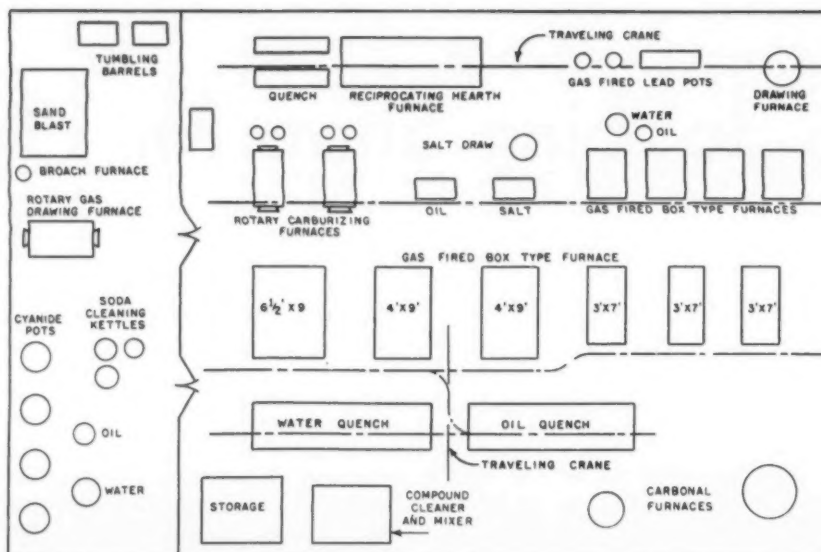 TUMBLING
BARRELS
SAND
BLAST
BROACH FURNACE
ROTARY GAS
DRAWING FURNACE
CYANIDE
POTS
SODA
CLEANING
KETTLES
OIL
WATER
TRAVELING CRANE
QUENCH
RECIPROCATING HEARTH
FURNACE
GAS FIRED LEAD POTS
DRAWING
FURNACE
WATER
OIL
SALT DRAW
ROTARY CARBURIZING
FURNACES
OIL
SALT
GAS FIRED BOX TYPE FURNACES
GAS FIRED BOX TYPE FURNACE
6 1/2' X 9
4'X9'
4'X9'
3'X7'
3'X7'
3'X7'
WATER QUENCH
OIL QUENCH
TRAVELING CRANE
STORAGE
COMPOUND
CLEANER
AND MIXER
CARBONAL
FURNACES